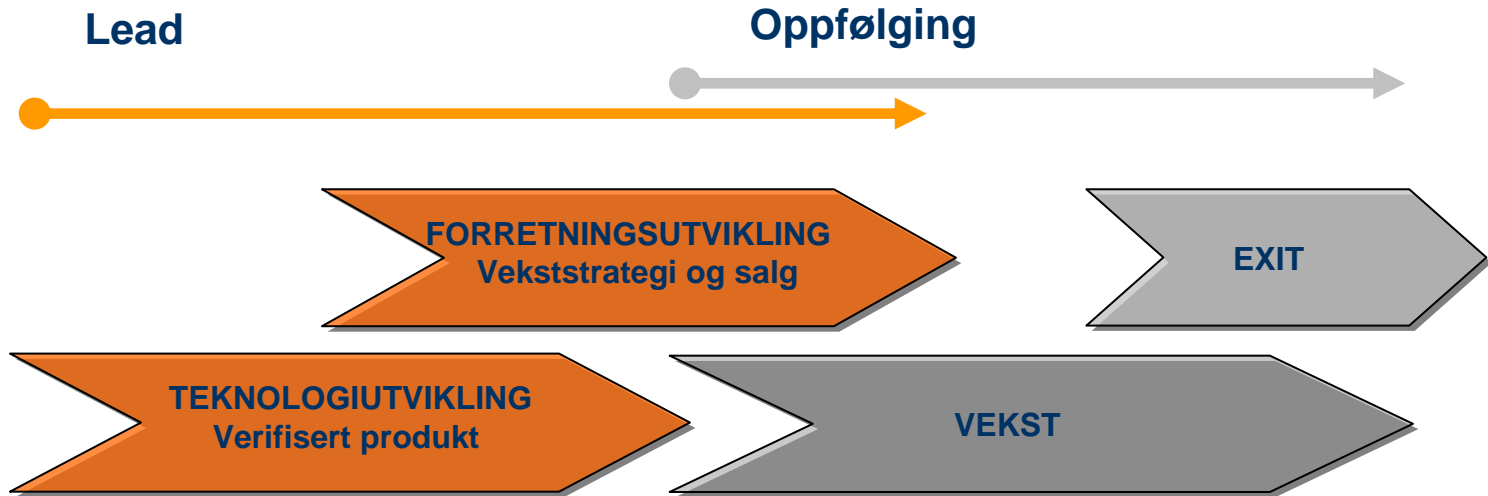 Lead
Oppfølging
FORRETNINGSUTVIKLING
Vekststrategi og salg
EXIT
TEKNOLOGIUTVIKLING
Verifisert produkt
VEKST